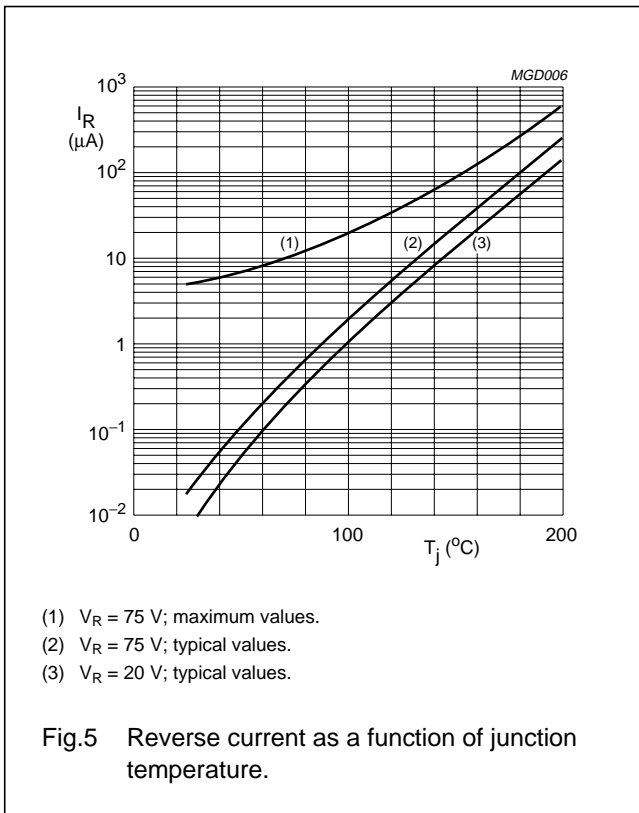 MGD006
10³
I_R
(μA)
10²
10
1
10⁻¹
10⁻²
(1)
(2)
(3)
0
100
200
T_j (°C)
(1) V_R = 75 V; maximum values.
(2) V_R = 75 V; typical values.
(3) V_R = 20 V; typical values.
Fig.5 Reverse current as a function of junction
temperature.